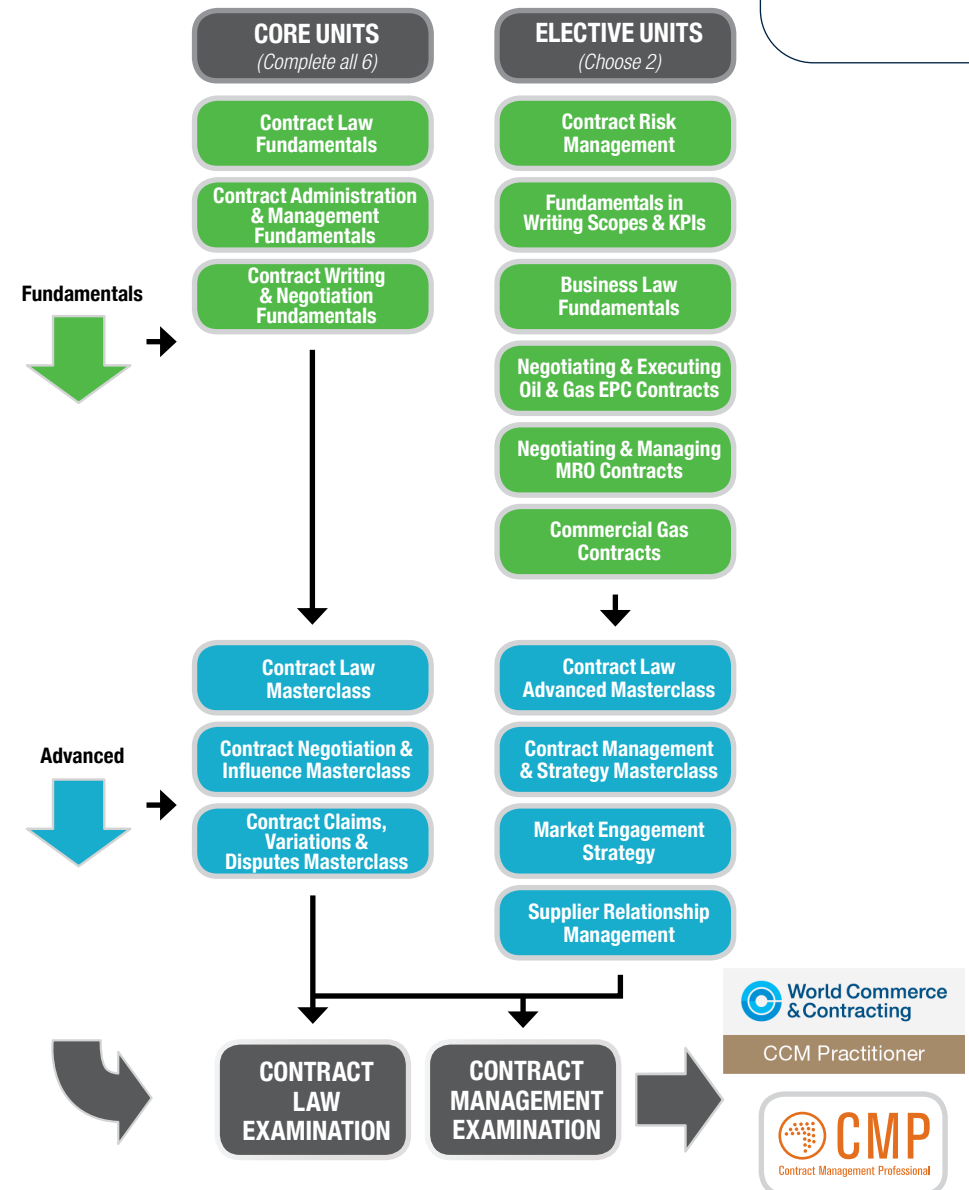 CORE UNITS
(Complete all 6)
Contract Law
Fundamentals
Contract Administration
& Management
Fundamentals
Contract Writing
& Negotiation
Fundamentals
ELECTIVE UNITS
(Choose 2)
Contract Risk
Management
Fundamentals in
Writing Scopes & KPIs
Business Law
Fundamentals
Negotiating & Executing
Oil & Gas EPC Contracts
Negotiating & Managing
MRO Contracts
Commercial Gas
Contracts
Fundamentals
Contract Law
Masterclass
Contract Negotiation &
Influence Masterclass
Contract Claims,
Variations &
Disputes Masterclass
Contract Law
Advanced Masterclass
Contract Management
& Strategy Masterclass
Market Engagement
Strategy
Supplier Relationship
Management
Advanced
CONTRACT
LAW
EXAMINATION
CONTRACT
MANAGEMENT
EXAMINATION
World Commerce
& Contracting
CCM Practitioner
CMP
Contract Management Professional